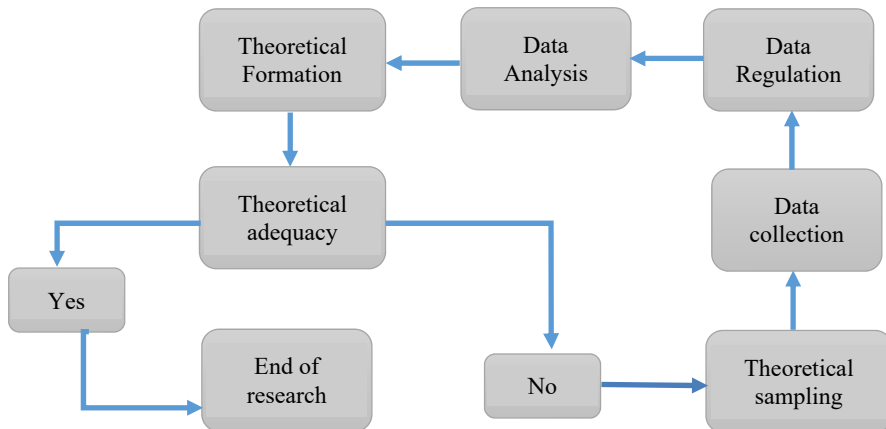 Theoretical
Formation
Data
Analysis
Data
Regulation
Theoretical
adequacy
Data
collection
Yes
End of
research
No
Theoretical
sampling